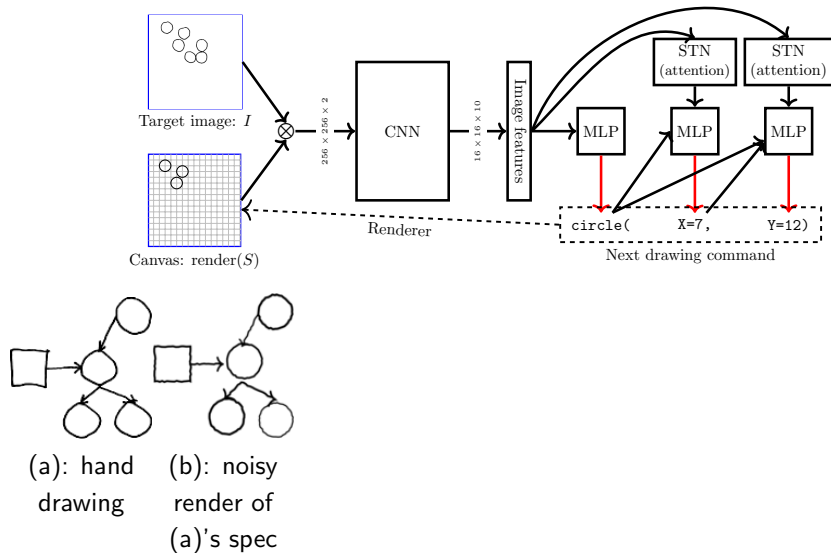 Target image: I
Canvas: render(S)
⊗
256 × 256 × 2
CNN
16 × 16 × 10
Image features
STN
(attention)
STN
(attention)
MLP
MLP
MLP
circle( X=7, Y=12)
Renderer
Next drawing command
(a): hand
drawing
(b): noisy
render of
(a)'s spec